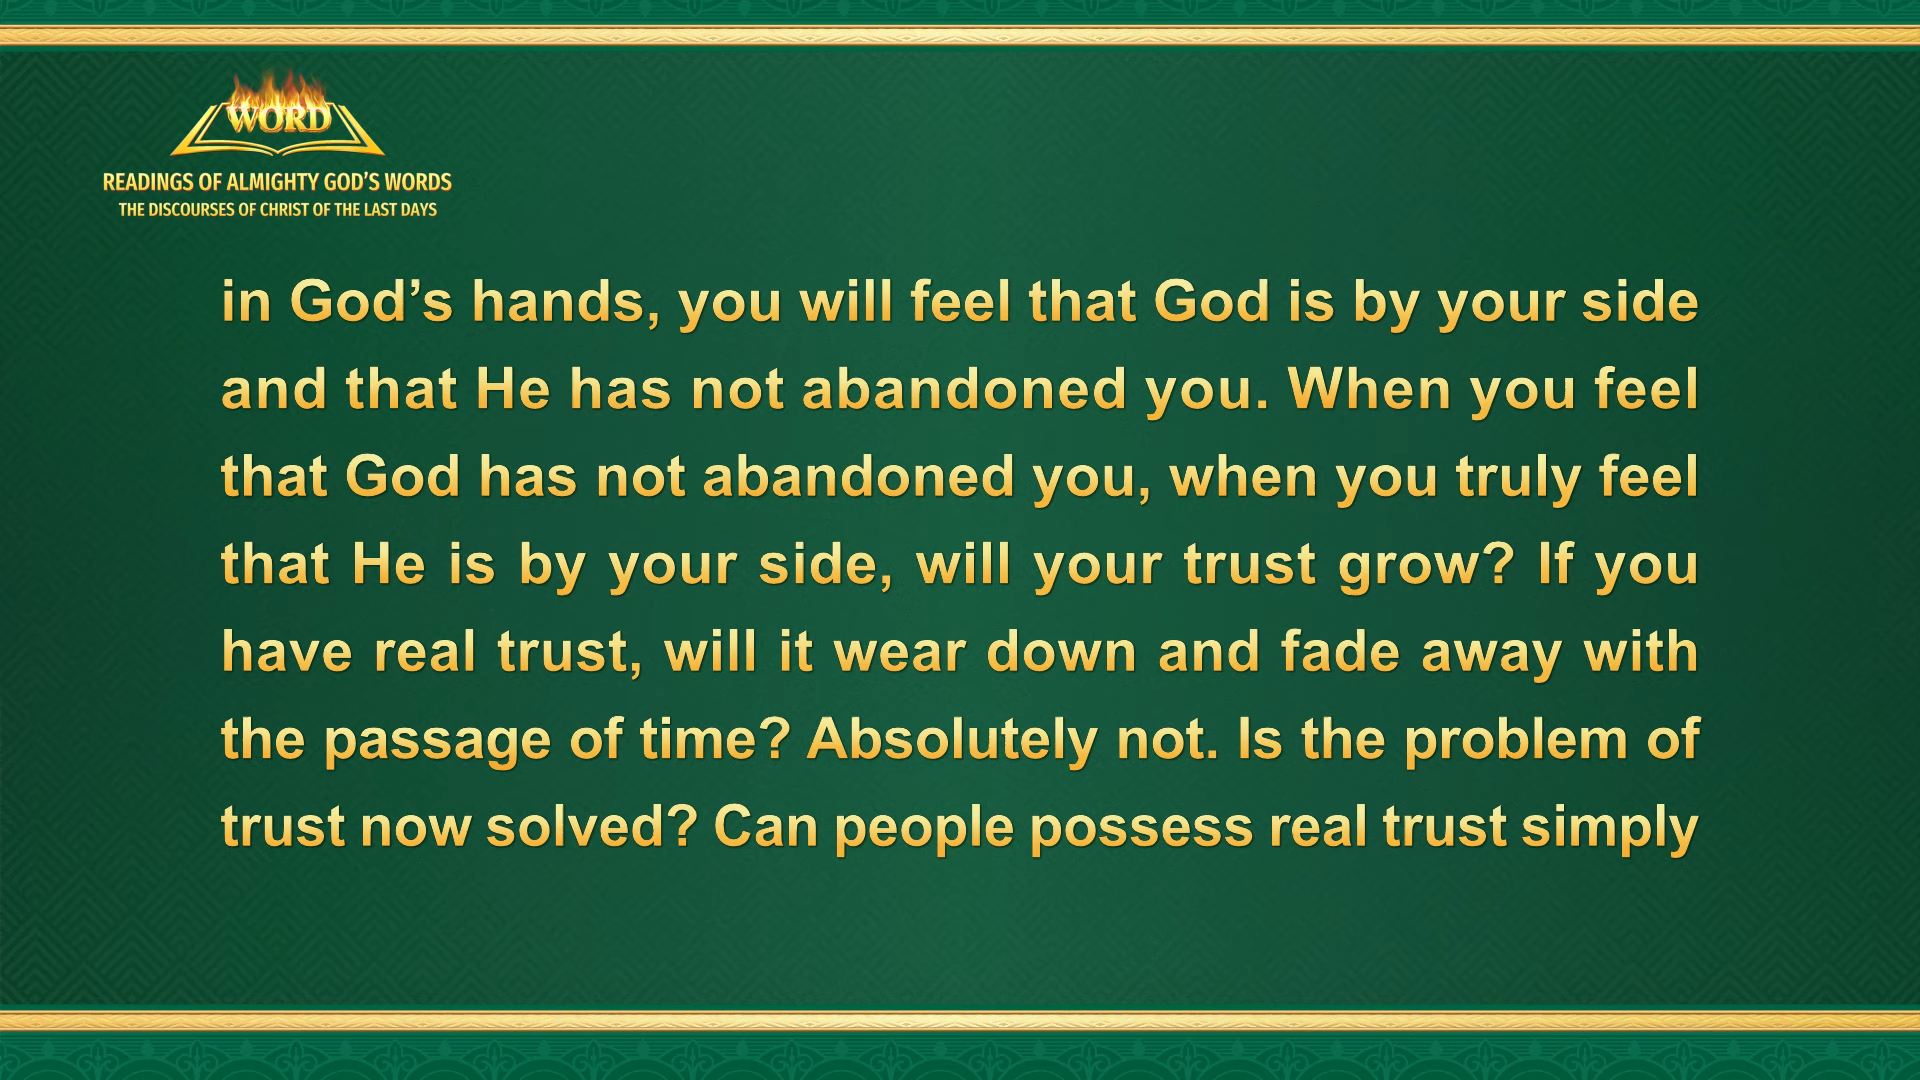 WORD
READINGS OF ALMIGHTY GOD’S WORDS
THE DISCOURSES OF CHRIST OF THE LAST DAYS
in God’s hands, you will feel that God is by your side
and that He has not abandoned you. When you feel
that God has not abandoned you, when you truly feel
that He is by your side, will your trust grow? If you
have real trust, will it wear down and fade away with
the passage of time? Absolutely not. Is the problem of
trust now solved? Can people possess real trust simply